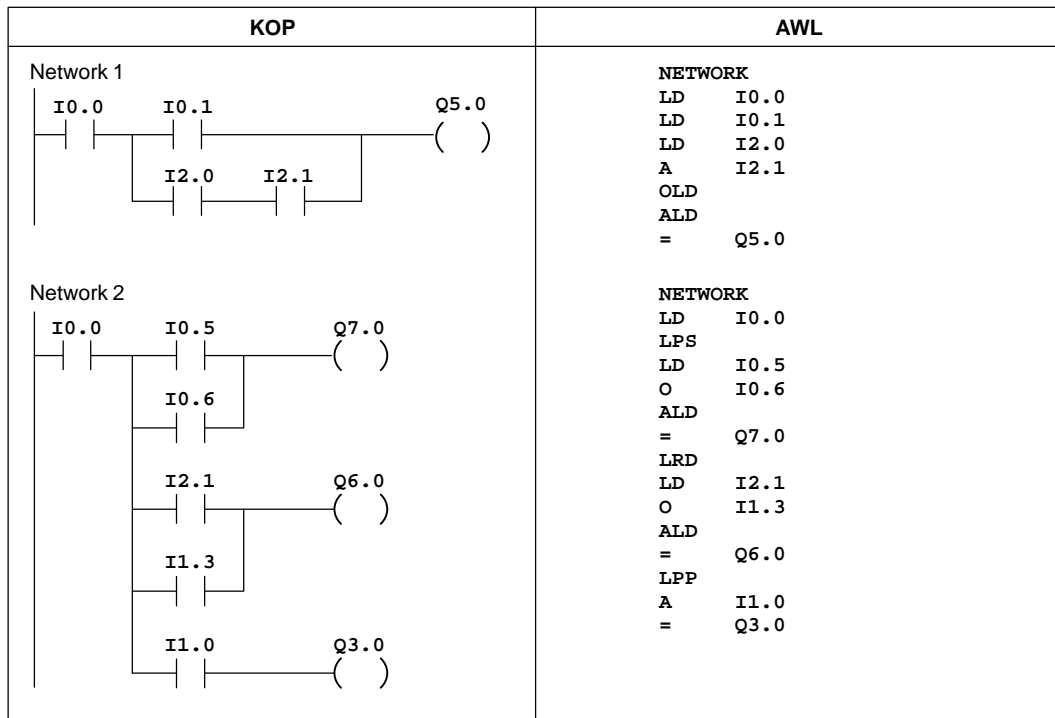 KOP
AWL
Network 1
I0.0 I0.1 Q5.0
( )
I2.0 I2.1
NETWORK
LD I0.0
LD I0.1
LD I2.0
A I2.1
OLD
ALD
= Q5.0
Network 2
I0.0 I0.5 Q7.0
( )
I0.6
I2.1 Q6.0
( )
I1.3
I1.0 Q3.0
( )
NETWORK
LD I0.0
LPS
LD I0.5
O I0.6
ALD
= Q7.0
LRD
LD I2.1
O I1.3
ALD
= Q6.0
LPP
A I1.0
= Q3.0